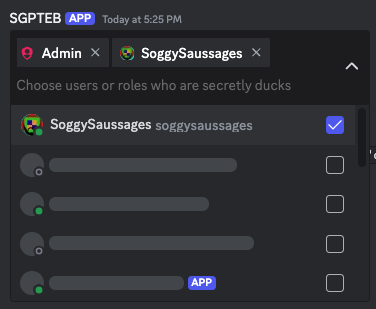 SGPTEB APP Today at 5:25 PM
Admin × SoggySaussages ×
Choose users or roles who are secretly ducks
SoggySaussages soggysaussages
APP